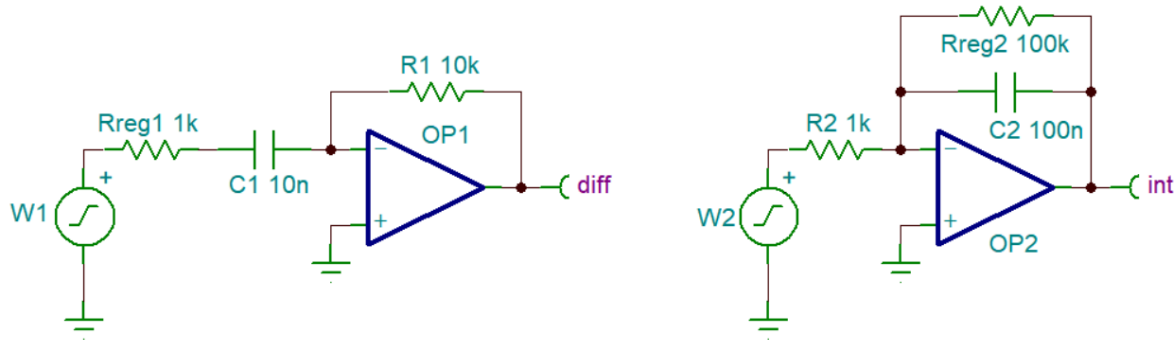 R1 10k
Rreg1 1k
OP1
C1 10n
+
W1
−
+
diff
Rreg2 100k
C2 100n
R2 1k
+
W2
−
+
OP2
int